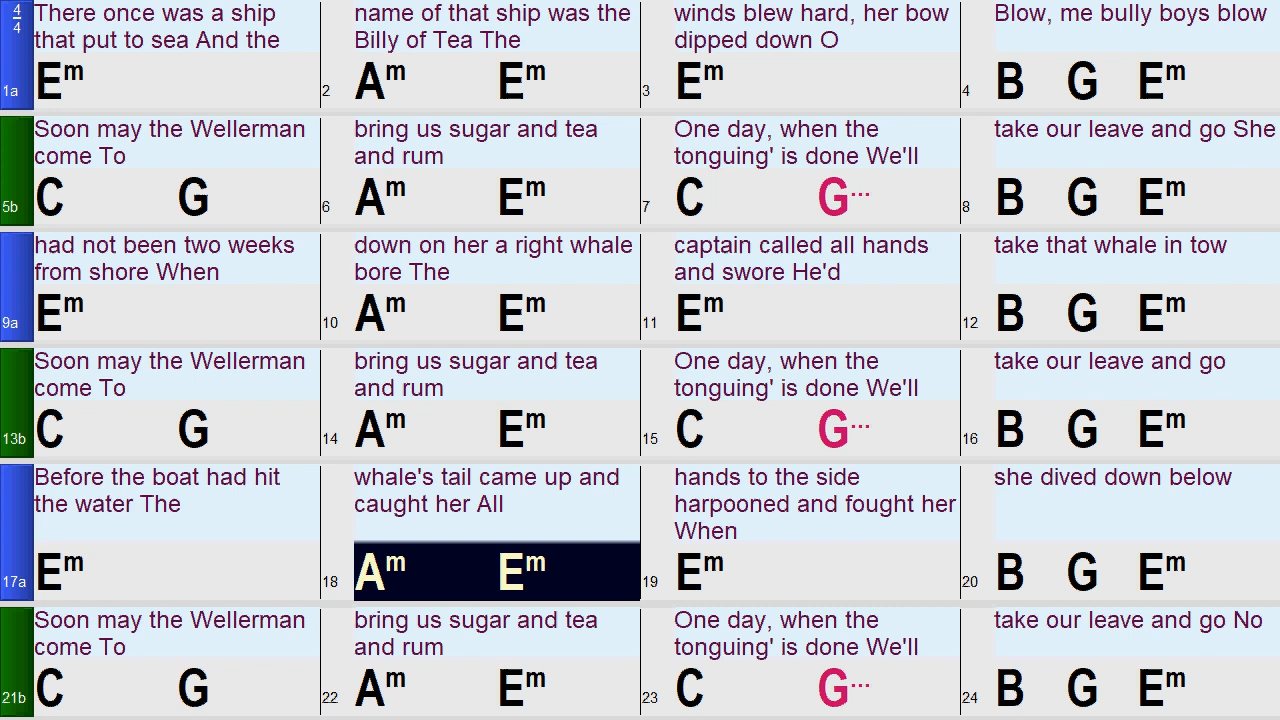 4
4
There once was a ship
that put to sea And the
name of that ship was the
Billy of Tea The
winds blew hard, her bow
dipped down O
Blow, me bully boys blow
1a Em
2 Am Em
3 Em
4 B G Em
Soon may the Wellerman
come To
bring us sugar and tea
and rum
One day, when the
tonguing' is done We'll
take our leave and go She
5b C G
6 Am Em
7 C G...
8 B G Em
had not been two weeks
from shore When
down on her a right whale
bore The
captain called all hands
and swore He'd
take that whale in tow
9a Em
10 Am Em
11 Em
12 B G Em
Soon may the Wellerman
come To
bring us sugar and tea
and rum
One day, when the
tonguing' is done We'll
take our leave and go
13b C G
14 Am Em
15 C G...
16 B G Em
Before the boat had hit
the water The
whale's tail came up and
caught her All
hands to the side
harpooned and fought her
When
she dived down below
17a Em
18 Am Em
19 Em
20 B G Em
Soon may the Wellerman
come To
bring us sugar and tea
and rum
One day, when the
tonguing' is done We'll
take our leave and go No
21b C G
22 Am Em
23 C G...
24 B G Em